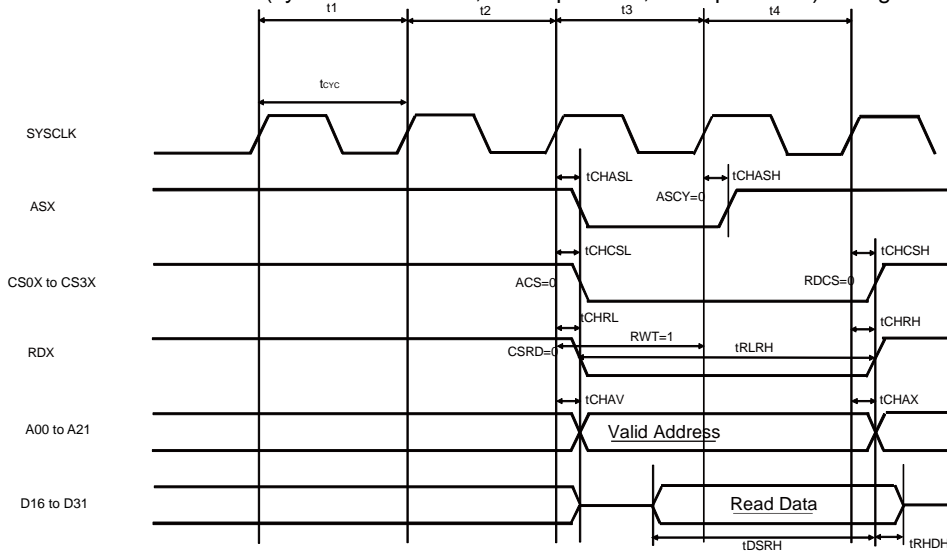 t1 t2 t3 t4
tCYC
SYSCLK
tCHASL tCHASH
ASX ASCY=0
tCHCSL tCHCSH
CS0X to CS3X ACS=0 RDCS=0
tCHRL tCHRH
RWT=1
RDX CSRD=0 tRLRH
tCHAV tCHAX
A00 to A21 Valid Address
D16 to D31 Read Data
tDSRH tRHDH